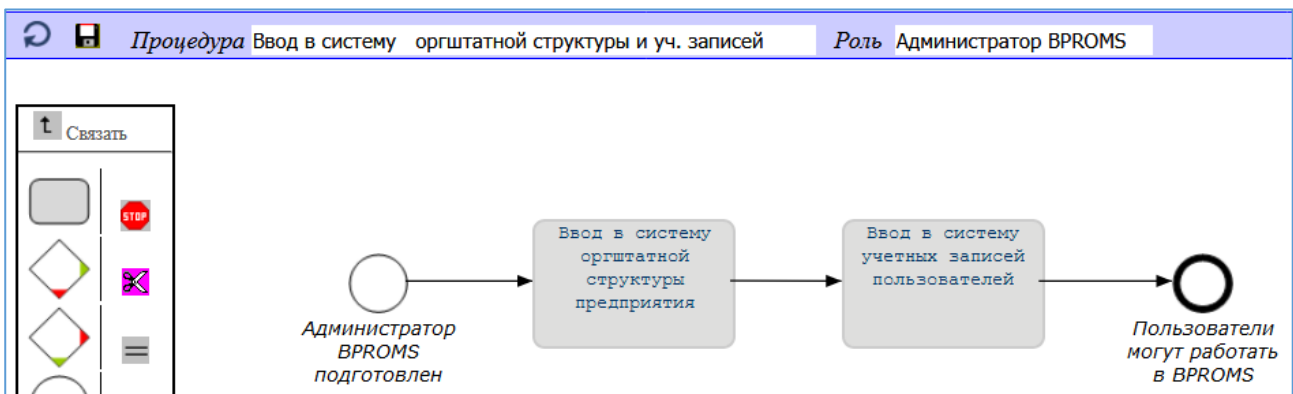 Процедура Ввод в систему оргштатной структуры и уч. записей Роль Администратор BPROMS
Связать
STOP
Ввод в систему
оргштатной
структуры
предприятия
Ввод в систему
учетных записей
пользователей
Администратор
BPROMS
подготовлен
Пользователи
могут работать
в BPROMS